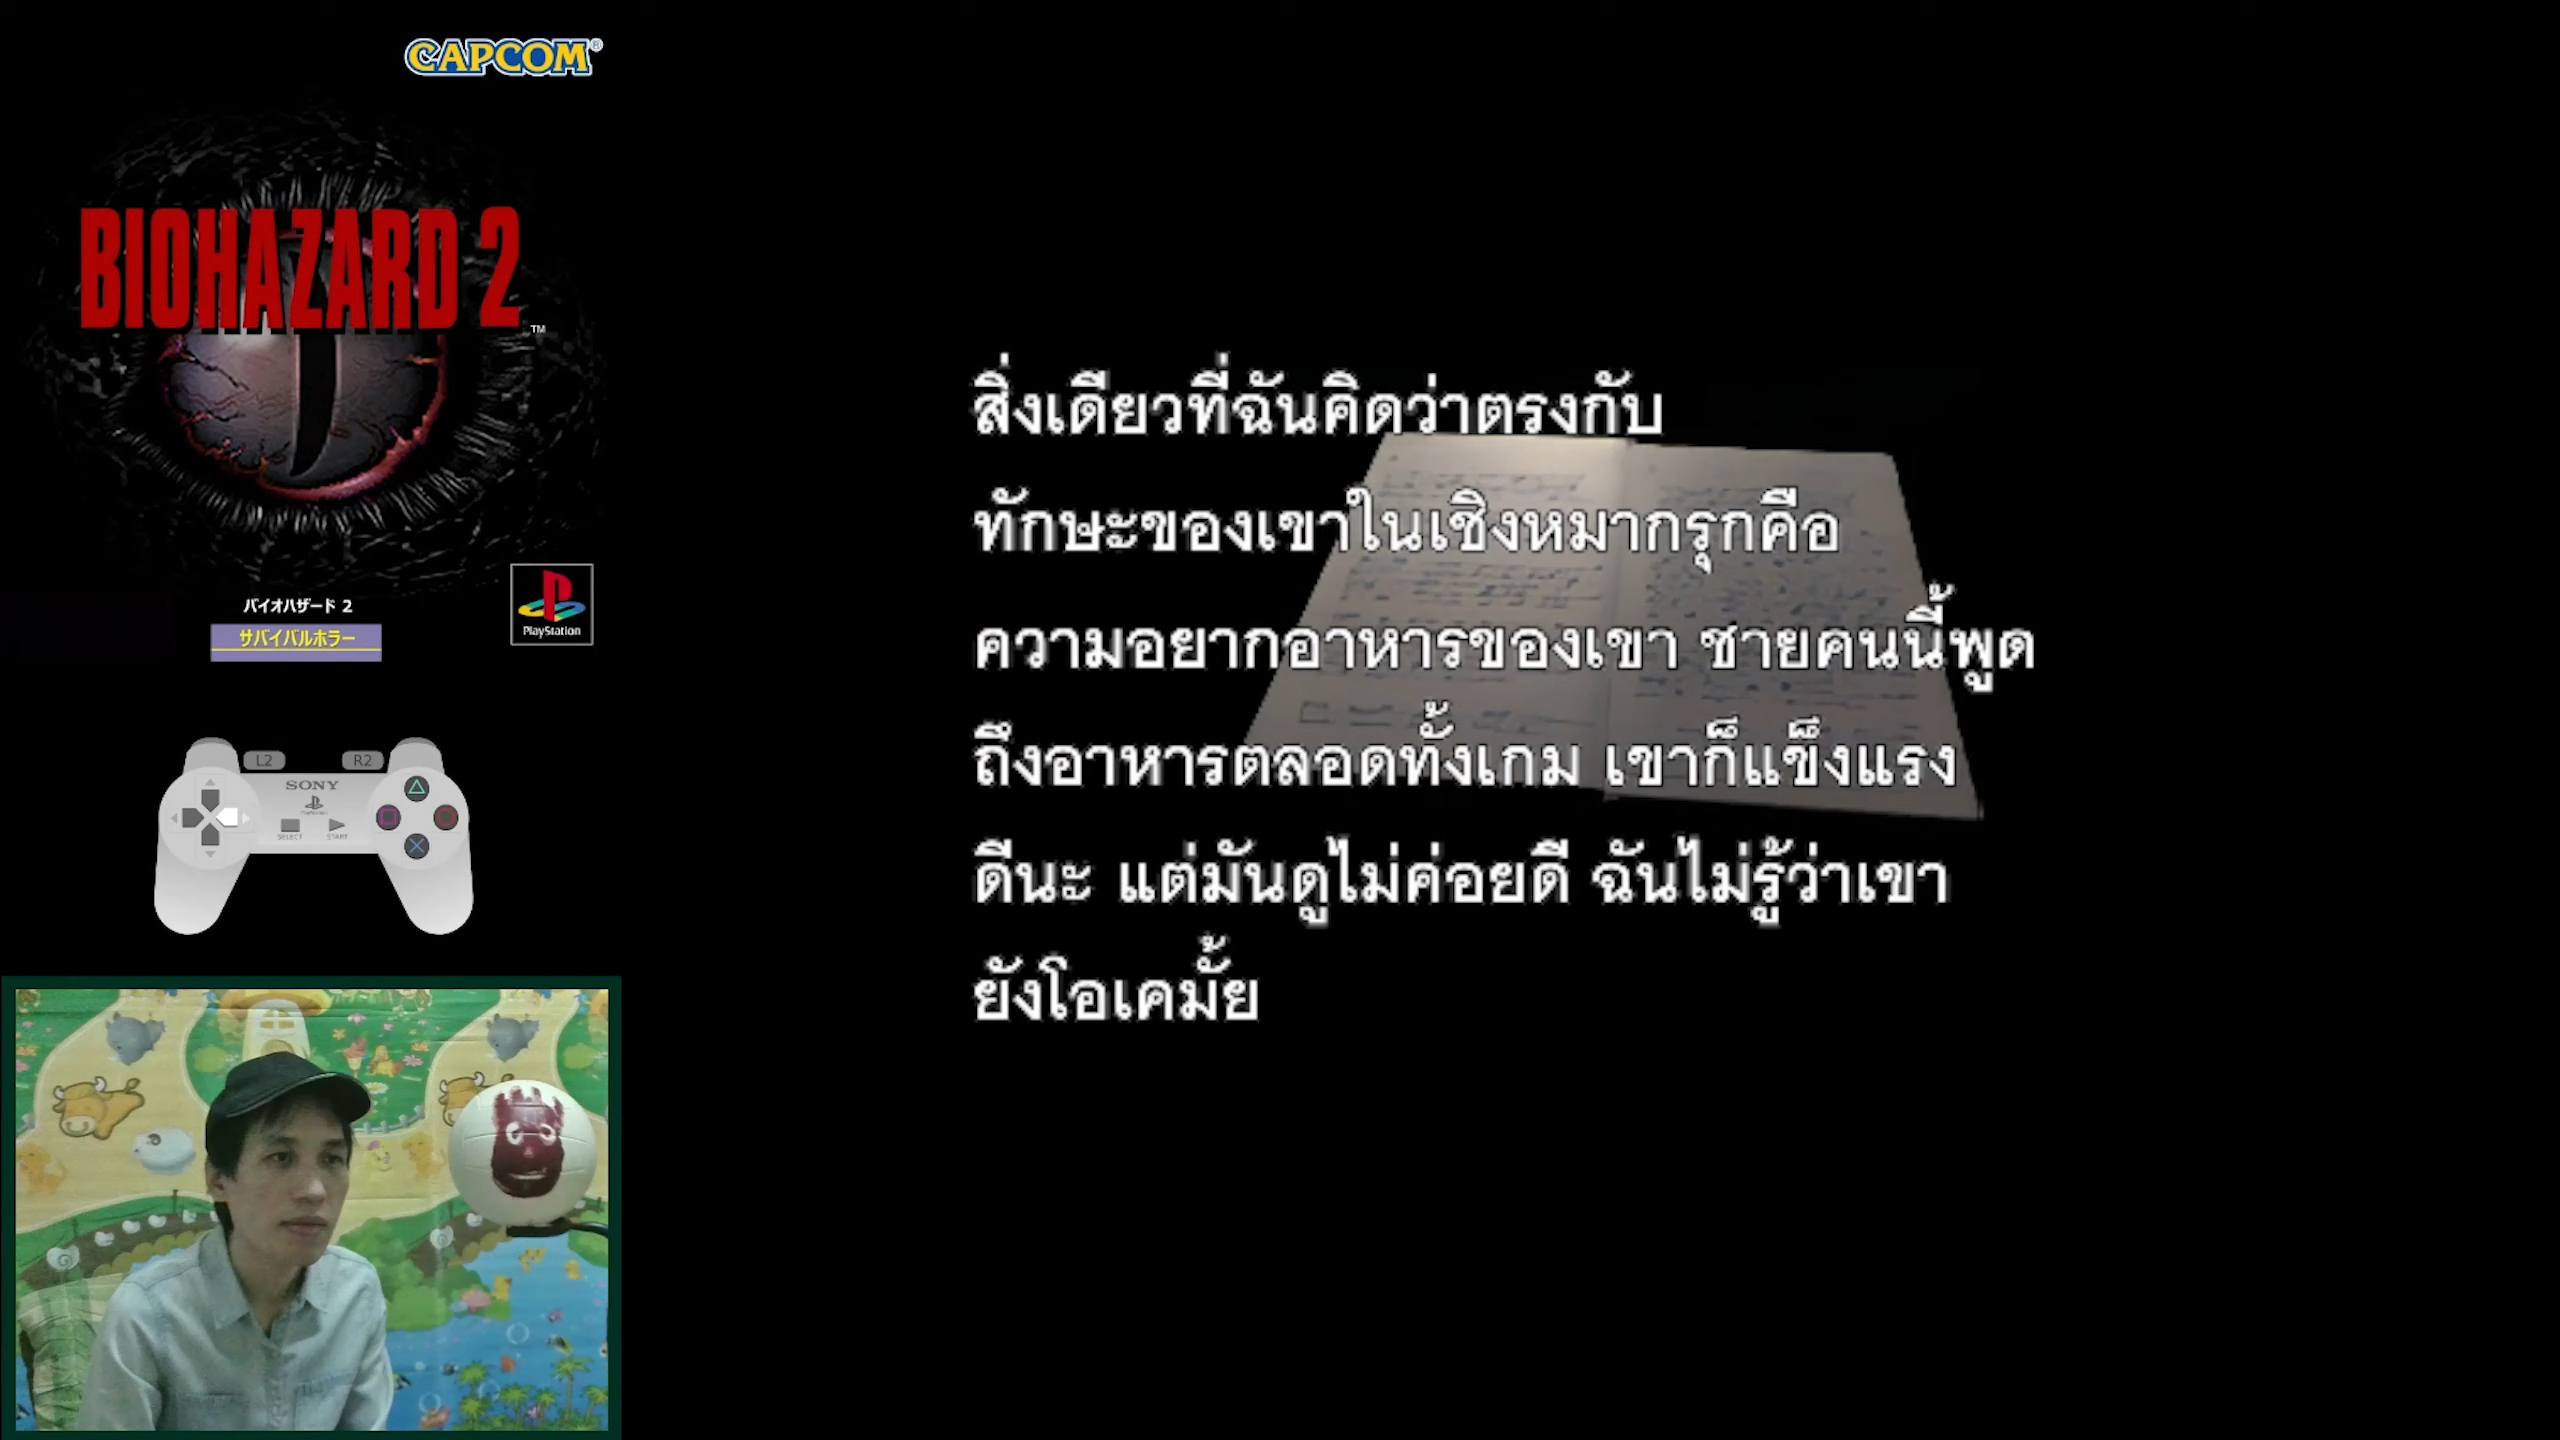 CAPCOM®
BIOHAZARD 2
TM
バイオハザード 2
サバイバルホラー
PlayStation
L2
R2
SONY
PlayStation
SELECT
START
สิ่งเดียวที่ฉันคิดว่าตรงกับ
ทักษะของเขาในเชิงหมากรุกคือ
ความอยากอาหารของเขา ชายคนนี้พูด
ถึงอาหารตลอดทั้งเกม เขาก็แข็งแรง
ดีนะ แต่มันดูไม่ค่อยดี ฉันไม่รู้ว่าเขา
ยังโอเคมั้ย